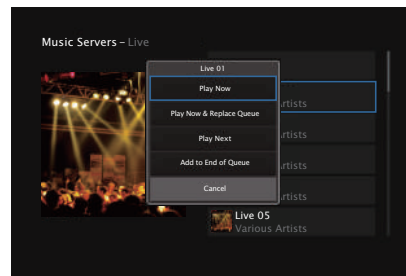 Music Servers – Live
Live 01
Play Now
Play Now & Replace Queue
Play Next
Add to End of Queue
Cancel
Live 05
Various Artists